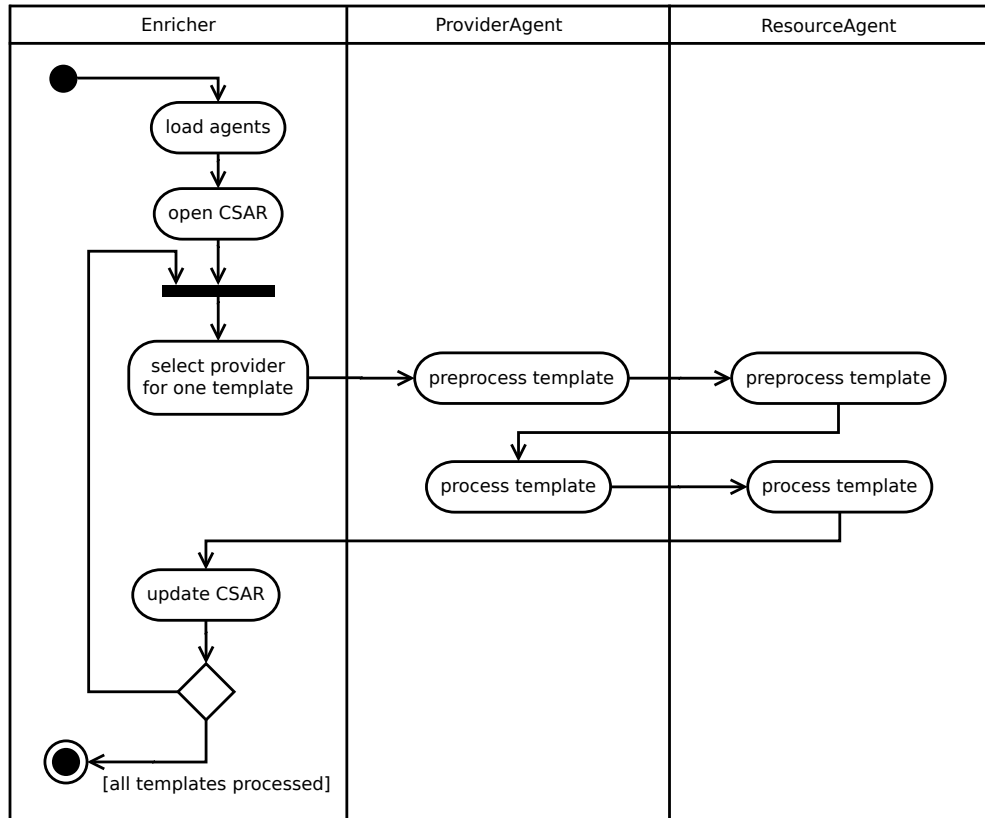 Enricher
ProviderAgent
ResourceAgent
load agents
open CSAR
select provider
for one template
preprocess template
preprocess template
process template
process template
update CSAR
[all templates processed]